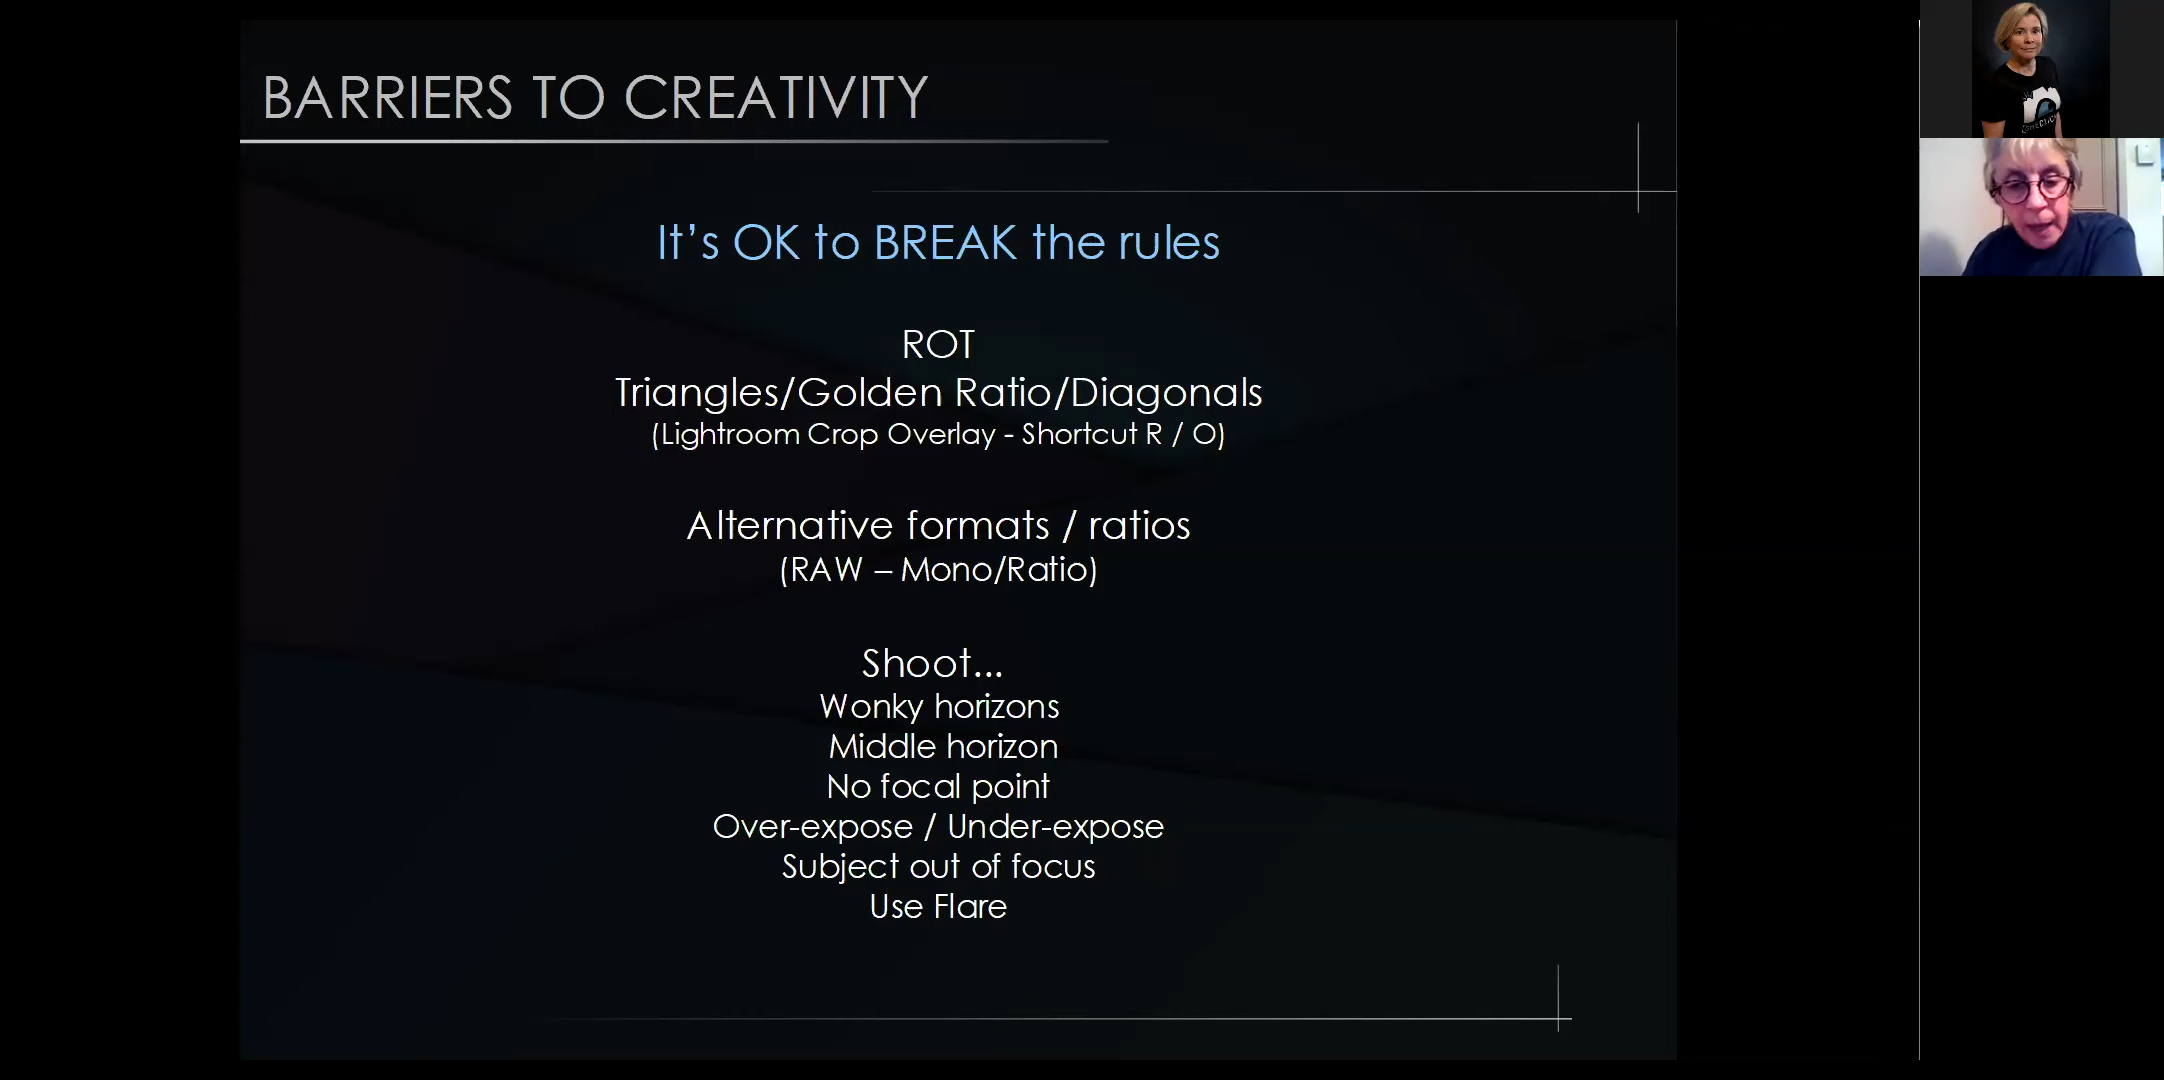 BARRIERS TO CREATIVITY
It's OK to BREAK the rules
ROT
Triangles/Golden Ratio/Diagonals
(Lightroom Crop Overlay - Shortcut R / O)
Alternative formats / ratios
(RAW – Mono/Ratio)
Shoot...
Wonky horizons
Middle horizon
No focal point
Over-expose / Under-expose
Subject out of focus
Use Flare